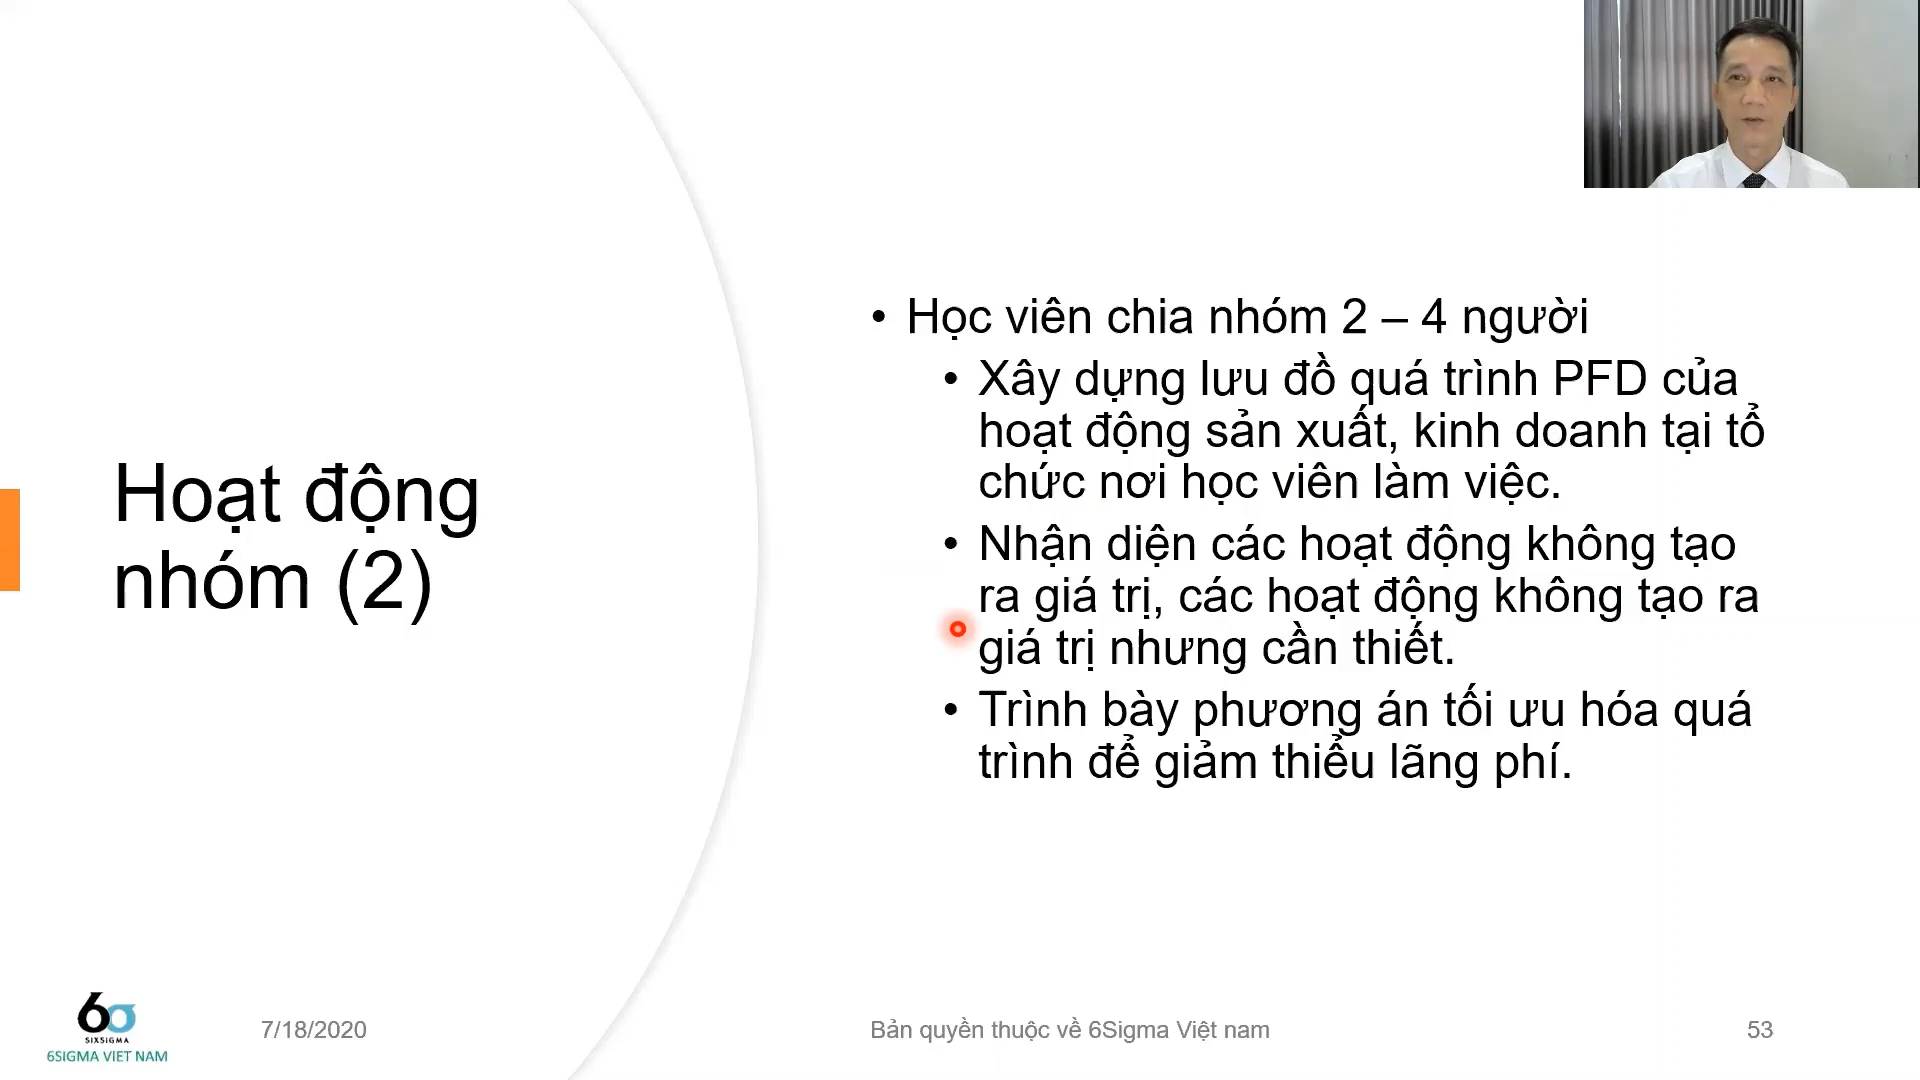 Hoạt động
nhóm (2)
• Học viên chia nhóm 2 – 4 người
• Xây dựng lưu đồ quá trình PFD của
hoạt động sản xuất, kinh doanh tại tổ
chức nơi học viên làm việc.
• Nhận diện các hoạt động không tạo
ra giá trị, các hoạt động không tạo ra
giá trị nhưng cần thiết.
• Trình bày phương án tối ưu hóa quá
trình để giảm thiểu lãng phí.
6σ
SIXSIGMA
6SIGMA VIET NAM
7/18/2020
Bản quyền thuộc về 6Sigma Việt nam
53